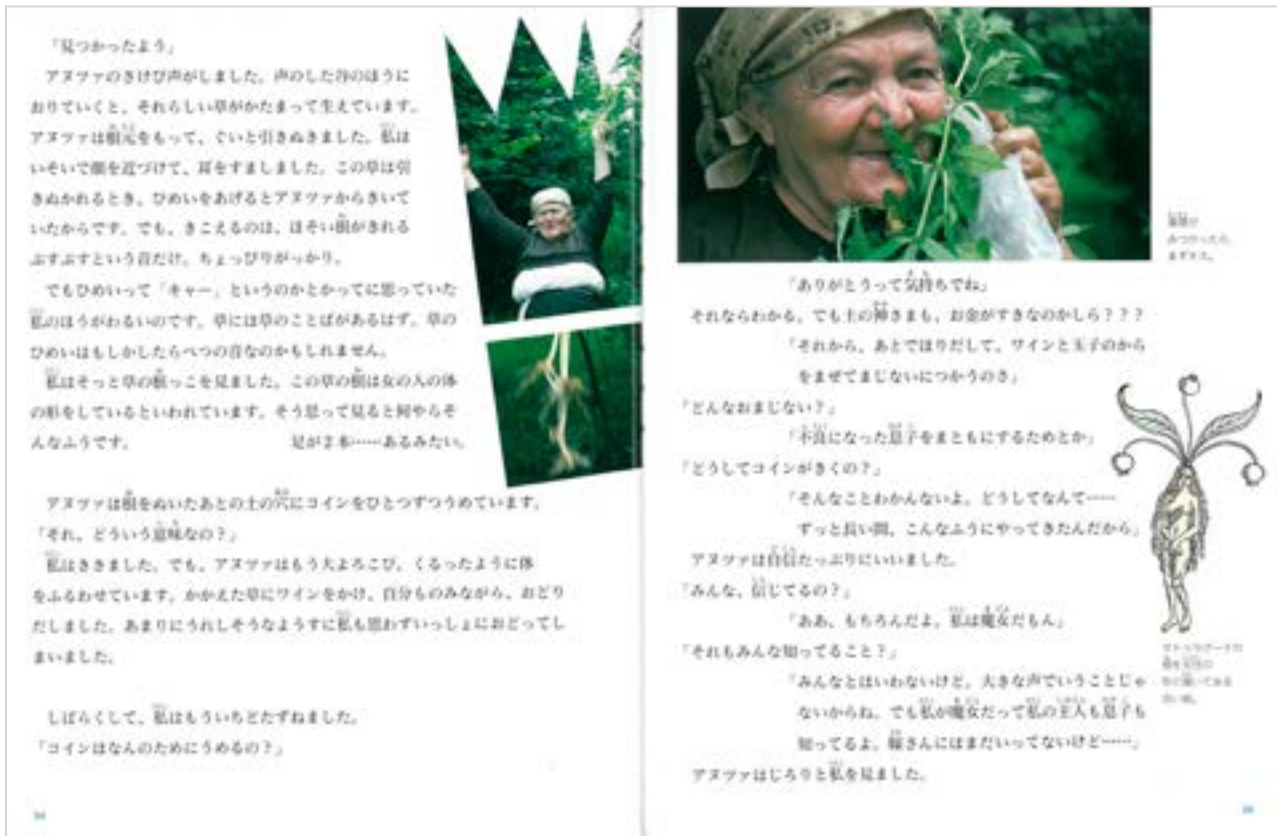 「見つかったよう」
アヌツァのさけび声がしました。声のした谷のほうに
おりていくと、それらしい草がかたまって生えています。
アヌツァは根元をもって、ぐいと引きぬきました。私は
いそいで顔を近づけて、耳をすましました。この草は引
きぬかれるとき、ひめいをあげるとアヌツァからきいて
いたからです。でも、きこえるのは、ほそい根がきれる
ぷすぷすという音だけ。ちょっぴりがっかり。
でもひめいって「キャー」というのかとかってに思っていた
私のほうがわるいのです。草には草のことばがあるはず。草の
ひめいはもしかしたらべつの音なのかもしれません。
私はそっと草の根っこを見ました。この草の根は女の人の体
の形をしているといわれています。そう思って見ると何やらそ
んなふうです。 足が2本……あるみたい。
アヌツァは根をぬいたあとの土の穴にコインをひとつずつうめています。
「それ、どういう意味なの？」
私はききました。でも、アヌツァはもう大よろこび。くるったように体
をふるわせています。かかえた草にワインをかけ、自分ものみながら、おどり
だしました。あまりにうれしそうなようすに私も思わずいっしょにおどってし
まいました。
しばらくして、私はもういちどたずねました。
「コインはなんのためにうめるの？」
みつかったら、
まずキス。
「ありがとうって気持ちでね」
それならわかる。でも土の神さまも、お金がすきなのかしら？？？
「それから、あとでほりだして、ワインと玉子のから
をまぜてまじないにつかうのさ」
「どんなおまじない？」
「不良になった息子をまともにするためとか」
「どうしてコインがきくの？」
「そんなことわかんないよ。どうしてなんて……
ずっと長い間、こんなふうにやってきたんだから」
アヌツァは自信たっぷりにいいました。
「みんな、信じてるの？」
「ああ、もちろんだよ。私は魔女だもん」
「それもみんな知ってること？」
「みんなとはいわないけど。大きな声でいうことじゃ
ないからね。でも私が魔女だって私の主人も息子も
知ってるよ。嫁さんにはまだいってないけど……」
アヌツァはじろりと私を見ました。